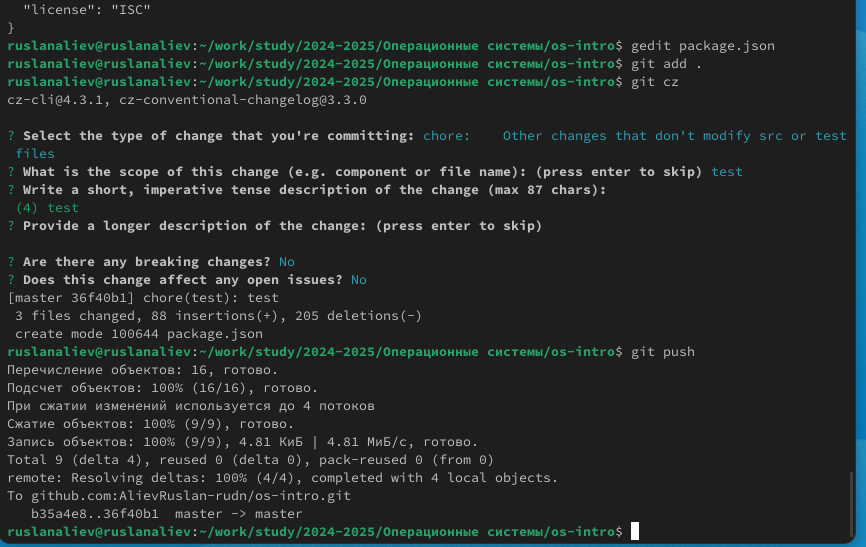 "license": "ISC"
}
ruslanaliev@ruslanaliev:~/work/study/2024-2025/Операционные системы/os-intro$ gedit package.json
ruslanaliev@ruslanaliev:~/work/study/2024-2025/Операционные системы/os-intro$ git add .
ruslanaliev@ruslanaliev:~/work/study/2024-2025/Операционные системы/os-intro$ git cz
cz-cli@4.3.1, cz-conventional-changelog@3.3.0
? Select the type of change that you're committing: chore:    Other changes that don't modify src or test
files
? What is the scope of this change (e.g. component or file name): (press enter to skip) test
? Write a short, imperative tense description of the change (max 87 chars):
(4) test
? Provide a longer description of the change: (press enter to skip)
? Are there any breaking changes? No
? Does this change affect any open issues? No
[master 36f40b1] chore(test): test
3 files changed, 88 insertions(+), 205 deletions(-)
create mode 100644 package.json
ruslanaliev@ruslanaliev:~/work/study/2024-2025/Операционные системы/os-intro$ git push
Перечисление объектов: 16, готово.
Подсчет объектов: 100% (16/16), готово.
При сжатии изменений используется до 4 потоков
Сжатие объектов: 100% (9/9), готово.
Запись объектов: 100% (9/9), 4.81 КиБ | 4.81 МиБ/с, готово.
Total 9 (delta 4), reused 0 (delta 0), pack-reused 0 (from 0)
remote: Resolving deltas: 100% (4/4), completed with 4 local objects.
To github.com:AlievRuslan-rudn/os-intro.git
b35a4e8..36f40b1  master -> master
ruslanaliev@ruslanaliev:~/work/study/2024-2025/Операционные системы/os-intro$